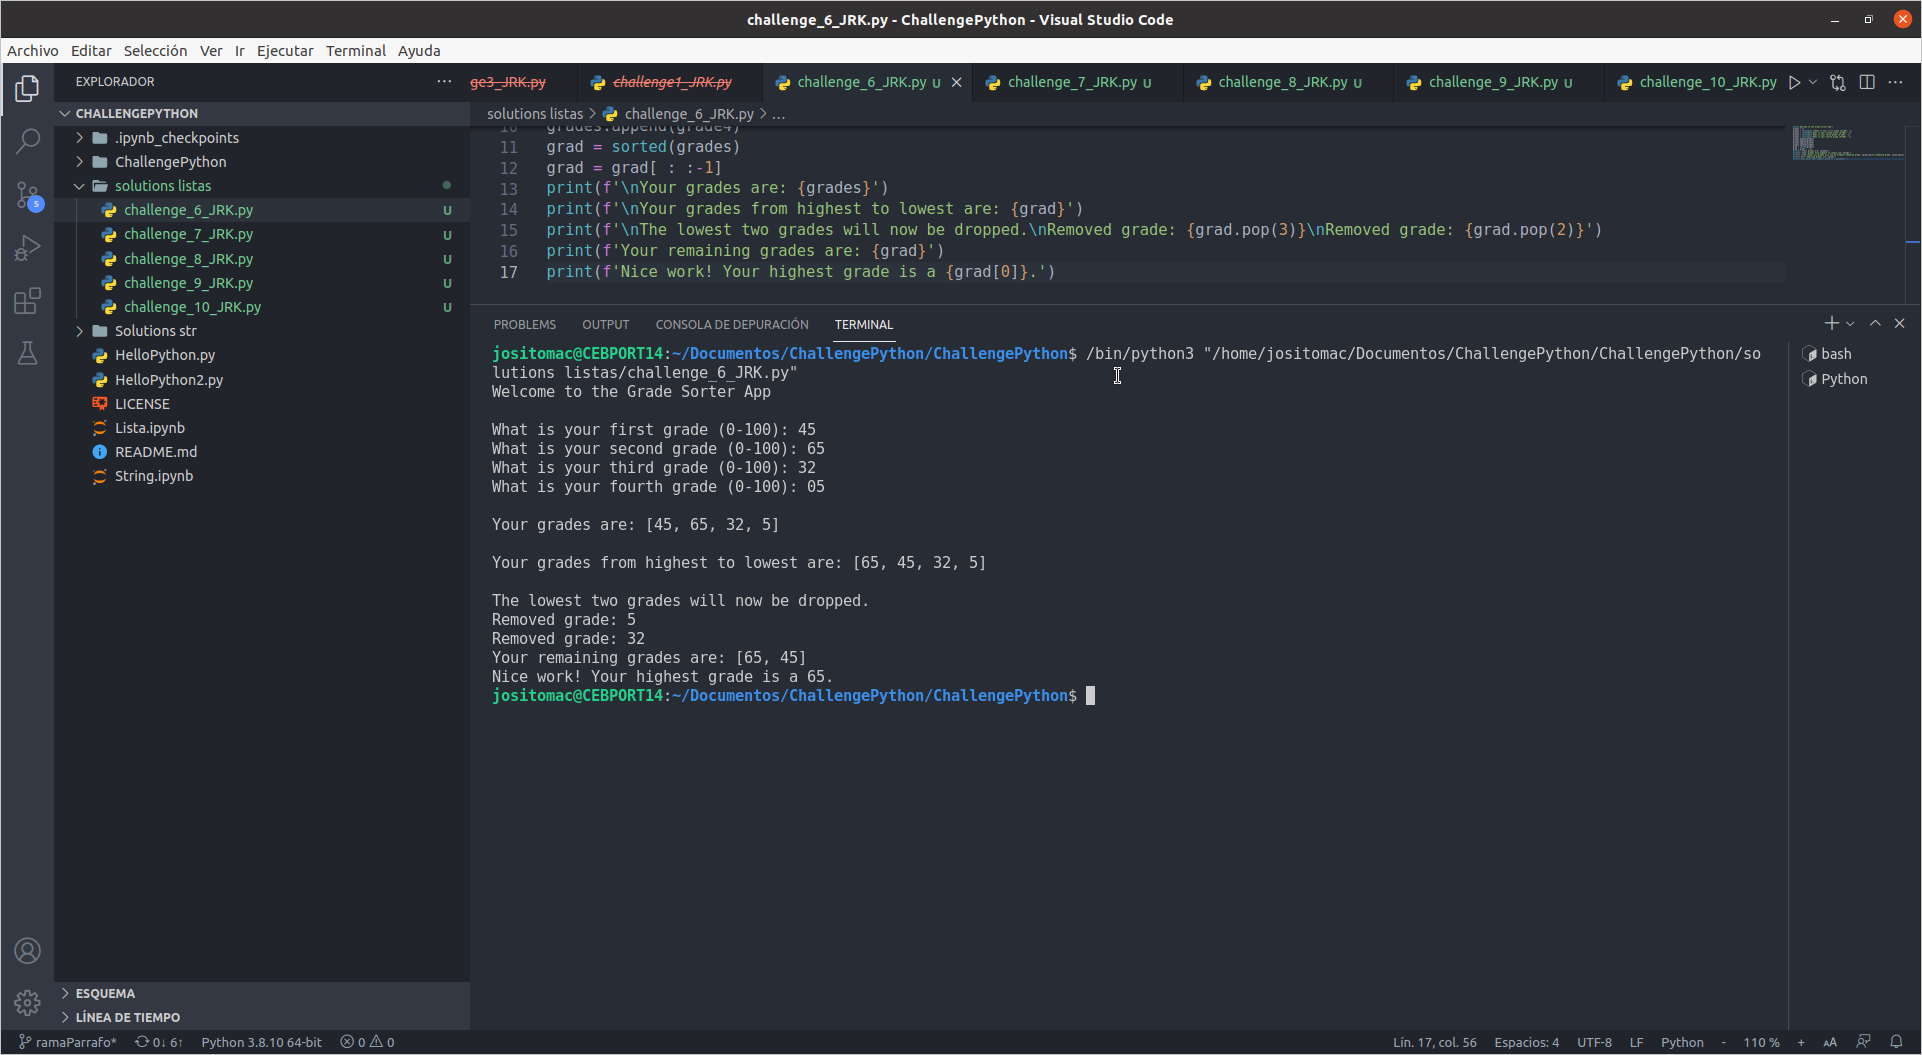 challenge_6_JRK.py - ChallengePython - Visual Studio Code
Archivo Editar Selección Ver Ir Ejecutar Terminal Ayuda
EXPLORADOR
CHALLENGEPYTHON
.ipynb_checkpoints
ChallengePython
solutions listas
challenge_6_JRK.py U
challenge_7_JRK.py U
challenge_8_JRK.py U
challenge_9_JRK.py U
challenge_10_JRK.py U
Solutions str
HelloPython.py
HelloPython2.py
LICENSE
Lista.ipynb
README.md
String.ipynb
5
ESQUEMA
LÍNEA DE TIEMPO
ge3_JRK.py challenge1_JRK.py challenge_6_JRK.py U challenge_7_JRK.py U challenge_8_JRK.py U challenge_9_JRK.py U challenge_10_JRK.py
solutions listas > challenge_6_JRK.py > ...
10 grades.append(grade4)
11 grad = sorted(grades)
12 grad = grad[ : :-1]
13 print(f'\nYour grades are: {grades}')
14 print(f'\nYour grades from highest to lowest are: {grad}')
15 print(f'\nThe lowest two grades will now be dropped.\nRemoved grade: {grad.pop(3)}\nRemoved grade: {grad.pop(2)}')
16 print(f'Your remaining grades are: {grad}')
17 print(f'Nice work! Your highest grade is a {grad[0]}.')
PROBLEMS OUTPUT CONSOLA DE DEPURACIÓN TERMINAL
jositomac@CEBPORT14:~/Documentos/ChallengePython/ChallengePython$ /bin/python3 "/home/jositomac/Documentos/ChallengePython/ChallengePython/so
lutions listas/challenge_6_JRK.py"
Welcome to the Grade Sorter App
What is your first grade (0-100): 45
What is your second grade (0-100): 65
What is your third grade (0-100): 32
What is your fourth grade (0-100): 05
Your grades are: [45, 65, 32, 5]
Your grades from highest to lowest are: [65, 45, 32, 5]
The lowest two grades will now be dropped.
Removed grade: 5
Removed grade: 32
Your remaining grades are: [65, 45]
Nice work! Your highest grade is a 65.
jositomac@CEBPORT14:~/Documentos/ChallengePython/ChallengePython$
bash
Python
ramaParrafo* 0↓ 6↑ Python 3.8.10 64-bit 0 0 Lín. 17, col. 56 Espacios: 4 UTF-8 LF Python - 110 % + AA